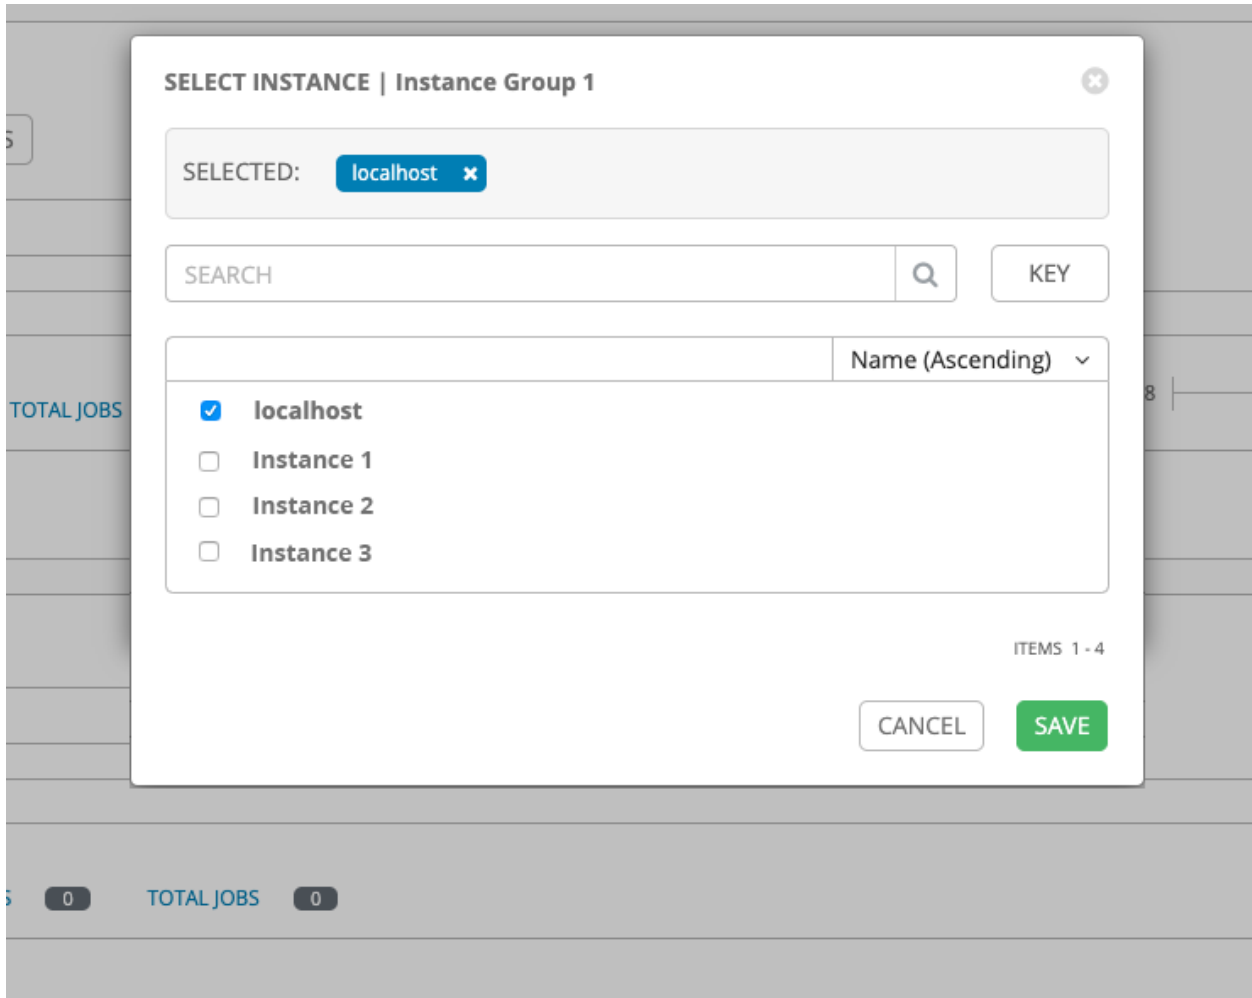 SELECT INSTANCE | Instance Group 1
S
SELECTED: localhost
SEARCH
KEY
Name (Ascending)
TOTAL JOBS
8
localhost
Instance 1
Instance 2
Instance 3
ITEMS 1 - 4
CANCEL SAVE
S 0 TOTAL JOBS 0